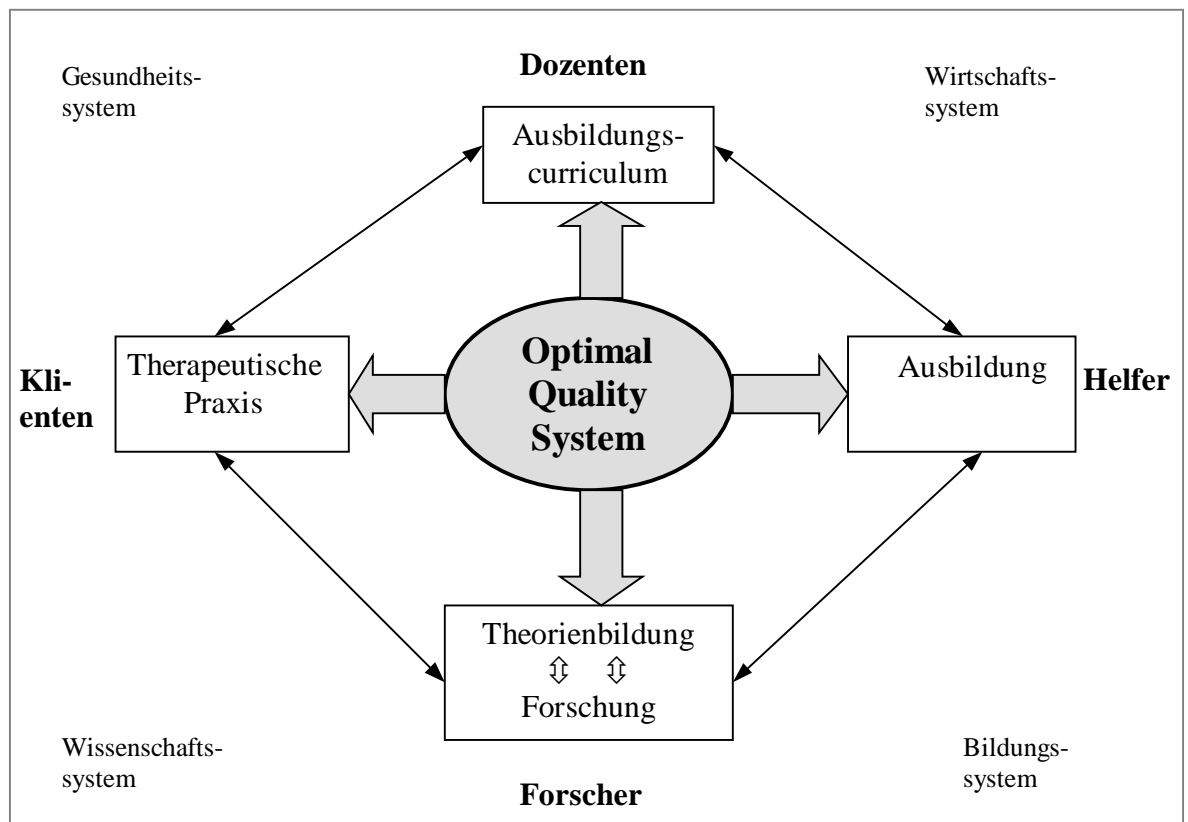 Gesundheits-
system
Dozenten
Wirtschafts-
system
Ausbildungs-
curriculum
Kli-
enten
Therapeutische
Praxis
Optimal
Quality
System
Ausbildung
Helfer
Theorienbildung
Forschung
Wissenschafts-
system
Forscher
Bildungs-
system